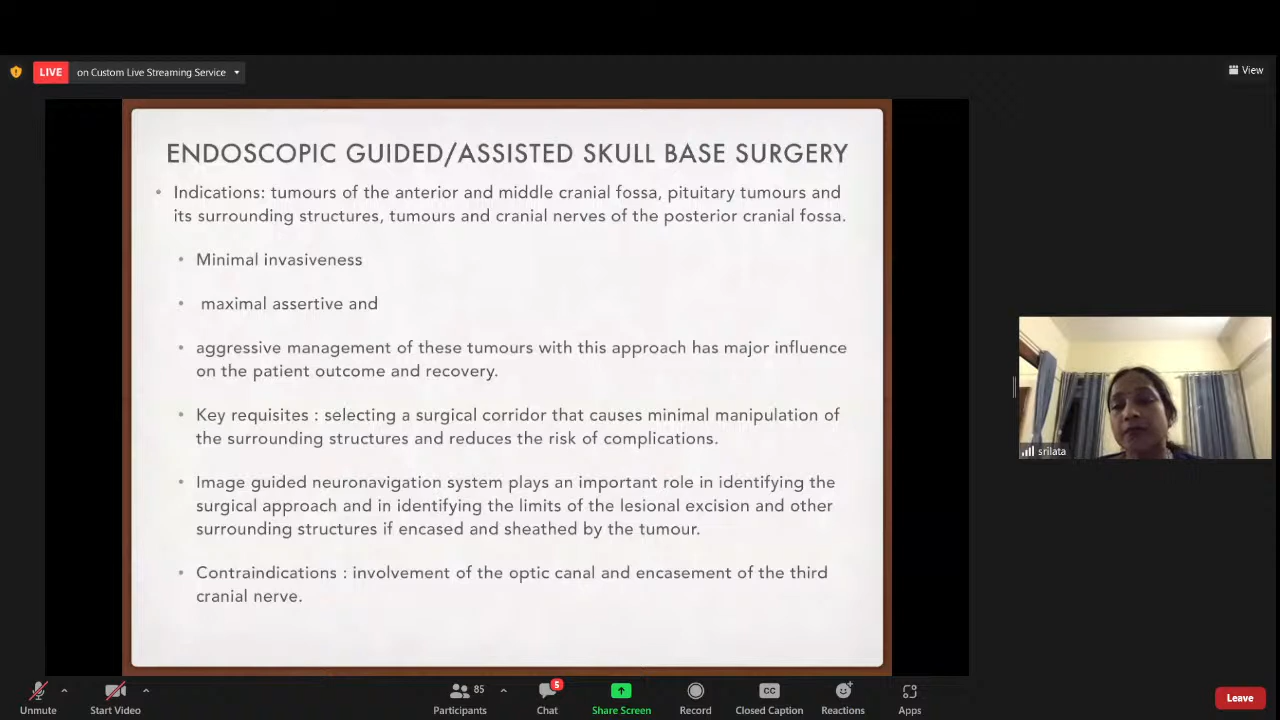 LIVE on Custom Live Streaming Service
View
ENDOSCOPIC GUIDED/ASSISTED SKULL BASE SURGERY
• Indications: tumours of the anterior and middle cranial fossa, pituitary tumours and
its surrounding structures, tumours and cranial nerves of the posterior cranial fossa.
• Minimal invasiveness
• maximal assertive and
• aggressive management of these tumours with this approach has major influence
on the patient outcome and recovery.
• Key requisites : selecting a surgical corridor that causes minimal manipulation of
the surrounding structures and reduces the risk of complications.
• Image guided neuronavigation system plays an important role in identifying the
surgical approach and in identifying the limits of the lesional excision and other
surrounding structures if encased and sheathed by the tumour.
• Contraindications : involvement of the optic canal and encasement of the third
cranial nerve.
srilata
85 5 CC
Unmute Start Video Participants Chat Share Screen Record Closed Caption Reactions Apps Leave